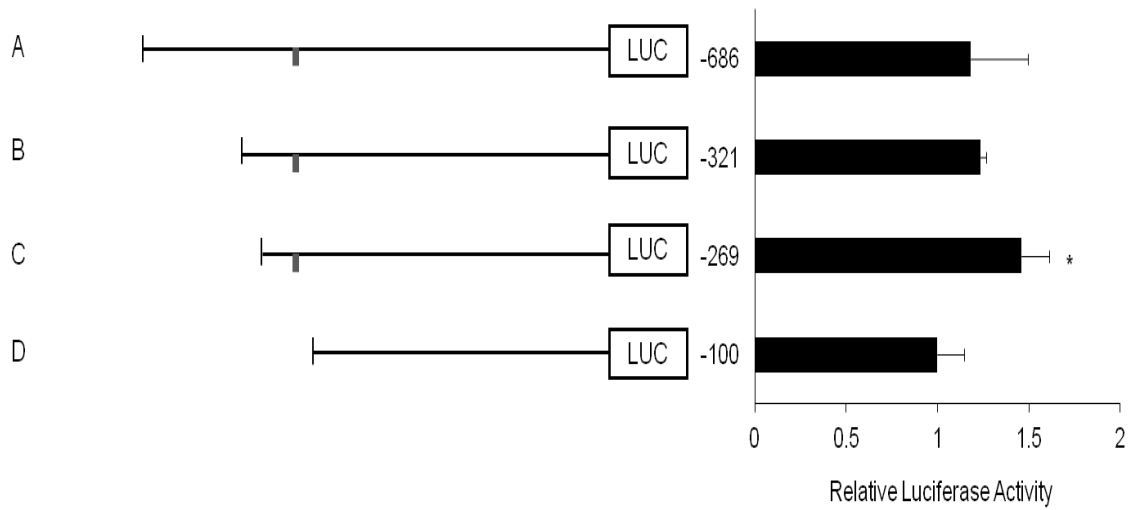 A LUC -686
B LUC -321
C LUC -269 *
D LUC -100
0 0.5 1 1.5 2
Relative Luciferase Activity